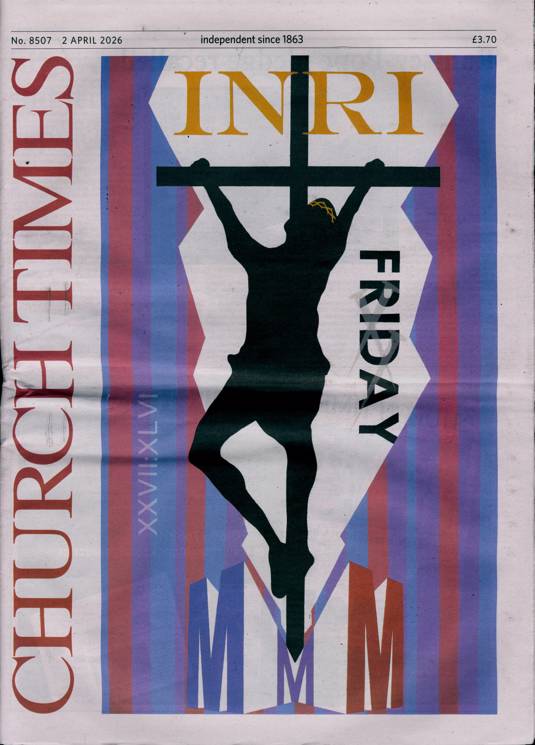 No. 8507 2 APRIL 2026 independent since 1863 £3.70
CHURCH TIMES
INRI
FRIDAY
XXVII:XLVI
M M M